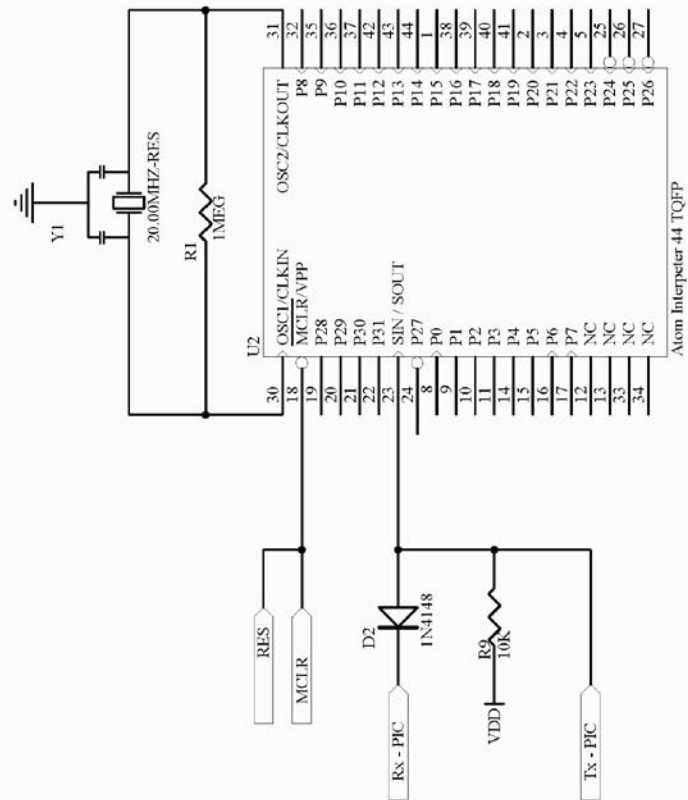 Y1
20.00MHZ-RES
R1
1MEG
U2
30 OSC1/CLKIN OSC2/CLKOUT 31
18 MCLR/VPP P8 32
19 P28 P9 35
20 P29 P10 36
21 P30 P11 37
22 P31 P12 42
23 SIN / SOUT P13 43
24 P27 P14 44
8 P0 P15 1
9 P1 P16 38
10 P2 P17 39
11 P3 P18 40
14 P4 P19 41
15 P5 P20 2
16 P6 P21 3
17 P7 P22 4
12 NC P23 5
13 NC P24 25
33 NC P25 26
34 NC P26 27
Atom Interpeter 44 TQFP
RES
MCLR
D2
Rx - PIC
1N4148
R9
10K
VDD
Tx - PIC